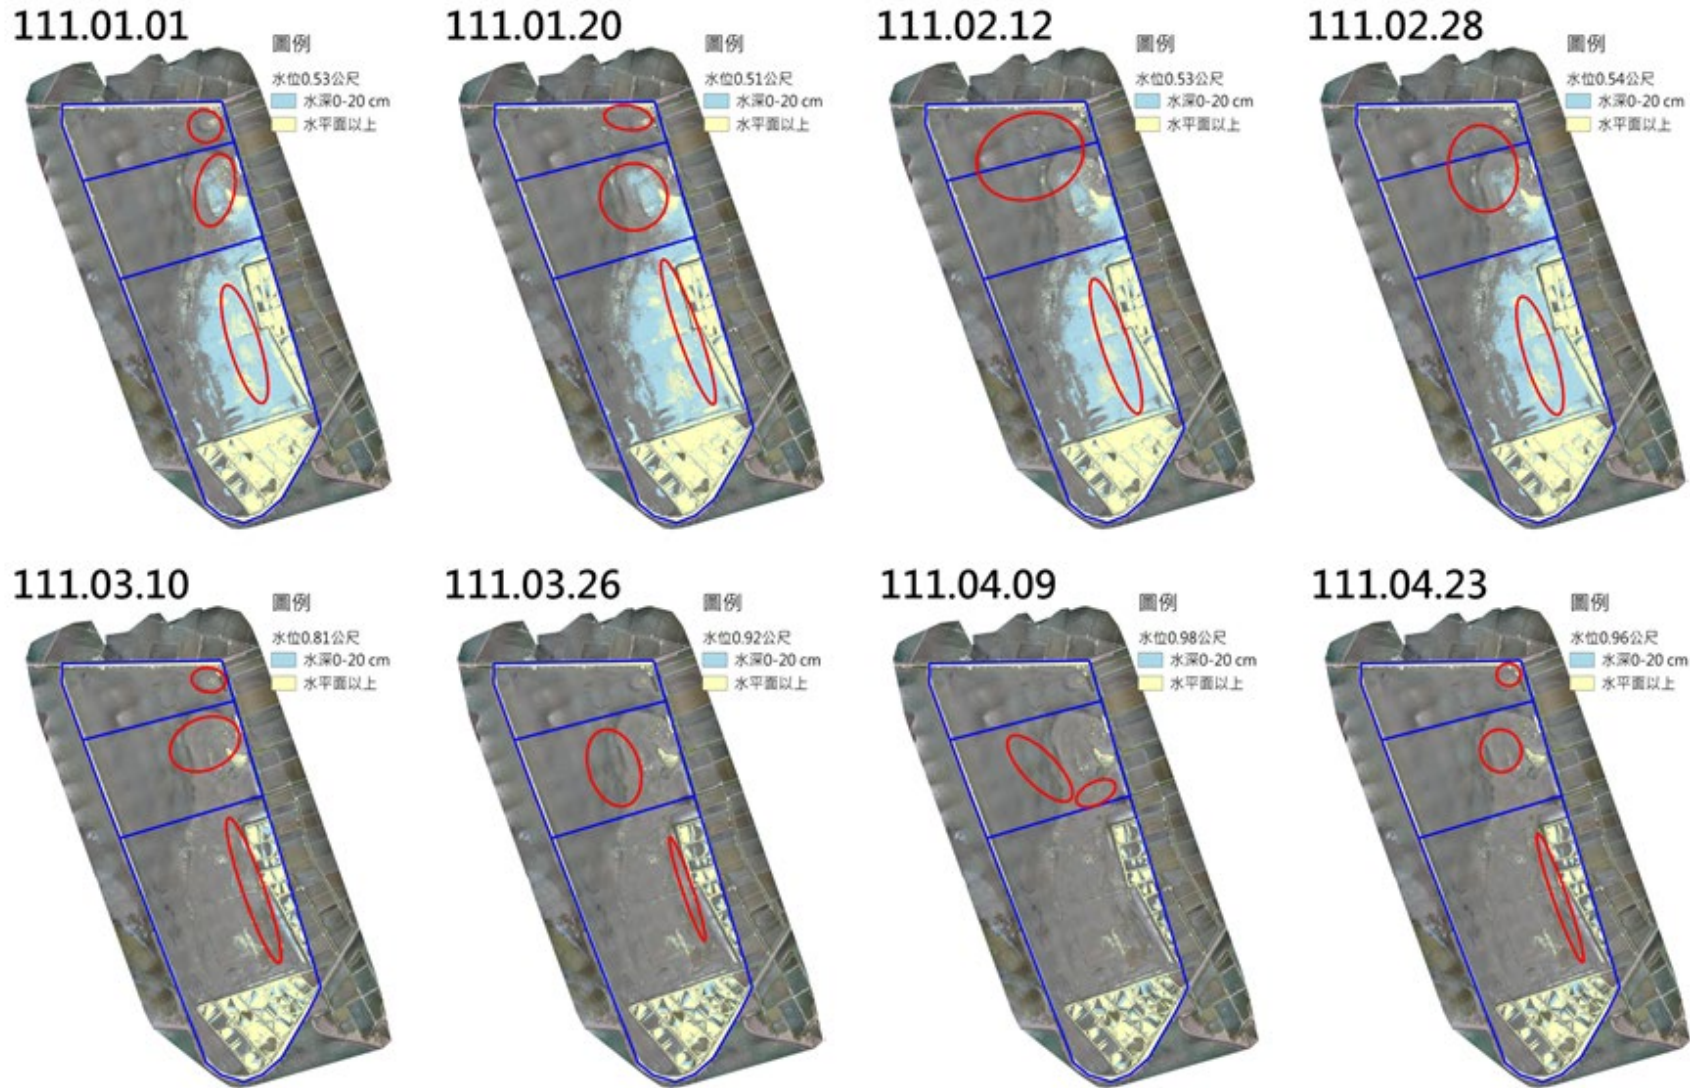 111.01.01
圖例
水位0.53公尺
水深0-20 cm
水平面以上
111.01.20
圖例
水位0.51公尺
水深0-20 cm
水平面以上
111.02.12
圖例
水位0.53公尺
水深0-20 cm
水平面以上
111.02.28
圖例
水位0.54公尺
水深0-20 cm
水平面以上
111.03.10
圖例
水位0.81公尺
水深0-20 cm
水平面以上
111.03.26
圖例
水位0.92公尺
水深0-20 cm
水平面以上
111.04.09
圖例
水位0.98公尺
水深0-20 cm
水平面以上
111.04.23
圖例
水位0.96公尺
水深0-20 cm
水平面以上